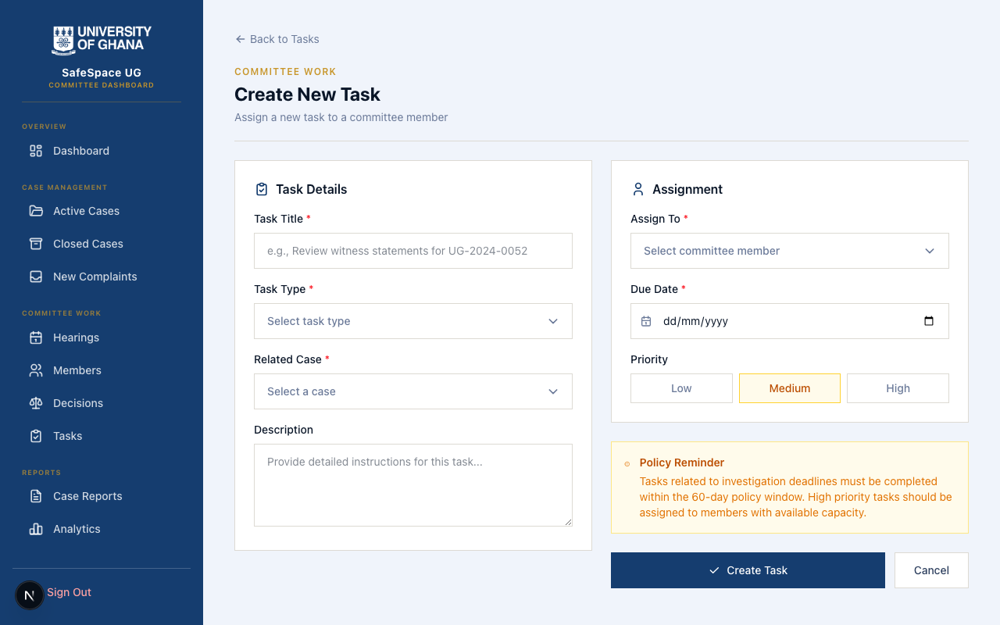 UNIVERSITY
OF GHANA
SafeSpace UG
COMMITTEE DASHBOARD
OVERVIEW
Dashboard
CASE MANAGEMENT
Active Cases
Closed Cases
New Complaints
COMMITTEE WORK
Hearings
Members
Decisions
Tasks
REPORTS
Case Reports
Analytics
N
Sign Out
Back to Tasks
COMMITTEE WORK
Create New Task
Assign a new task to a committee member
Task Details
Task Title *
e.g., Review witness statements for UG-2024-0052
Task Type *
Select task type
Related Case *
Select a case
Description
Provide detailed instructions for this task...
Assignment
Assign To *
Select committee member
Due Date *
dd/mm/yyyy
Priority
Low
Medium
High
Policy Reminder
Tasks related to investigation deadlines must be completed
within the 60-day policy window. High priority tasks should be
assigned to members with available capacity.
Create Task
Cancel